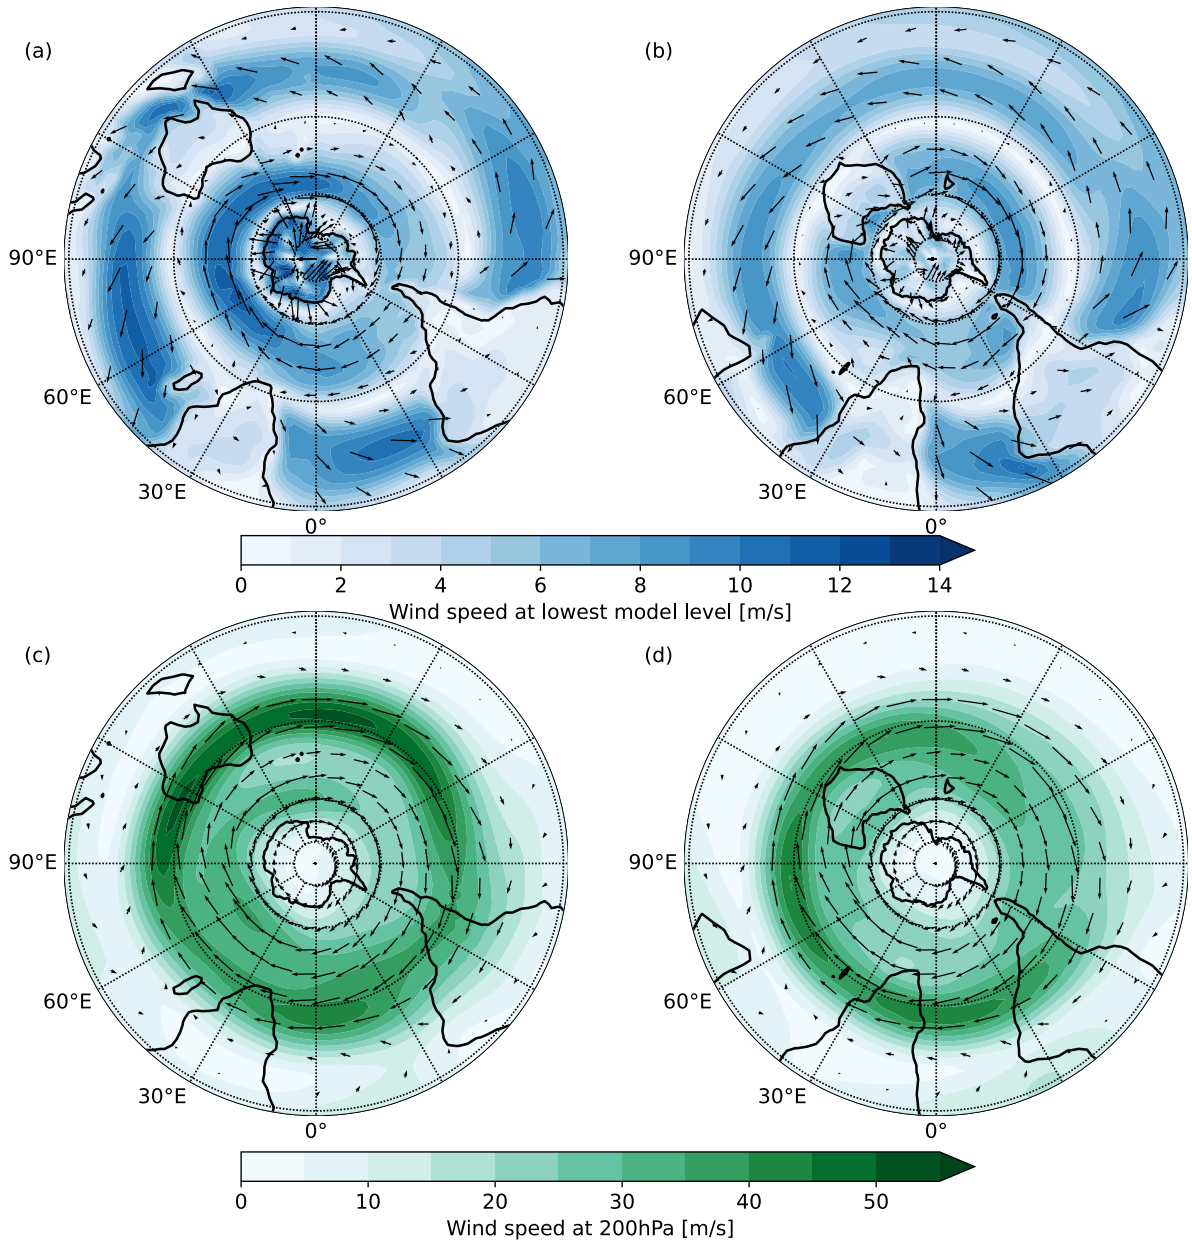 (a)
(b)
90°E
90°E
60°E
60°E
30°E
30°E
0°
0°
0 2 4 6 8 10 12 14
Wind speed at lowest model level [m/s]
(c)
(d)
90°E
90°E
60°E
60°E
30°E
30°E
0°
0°
0 10 20 30 40 50
Wind speed at 200hPa [m/s]